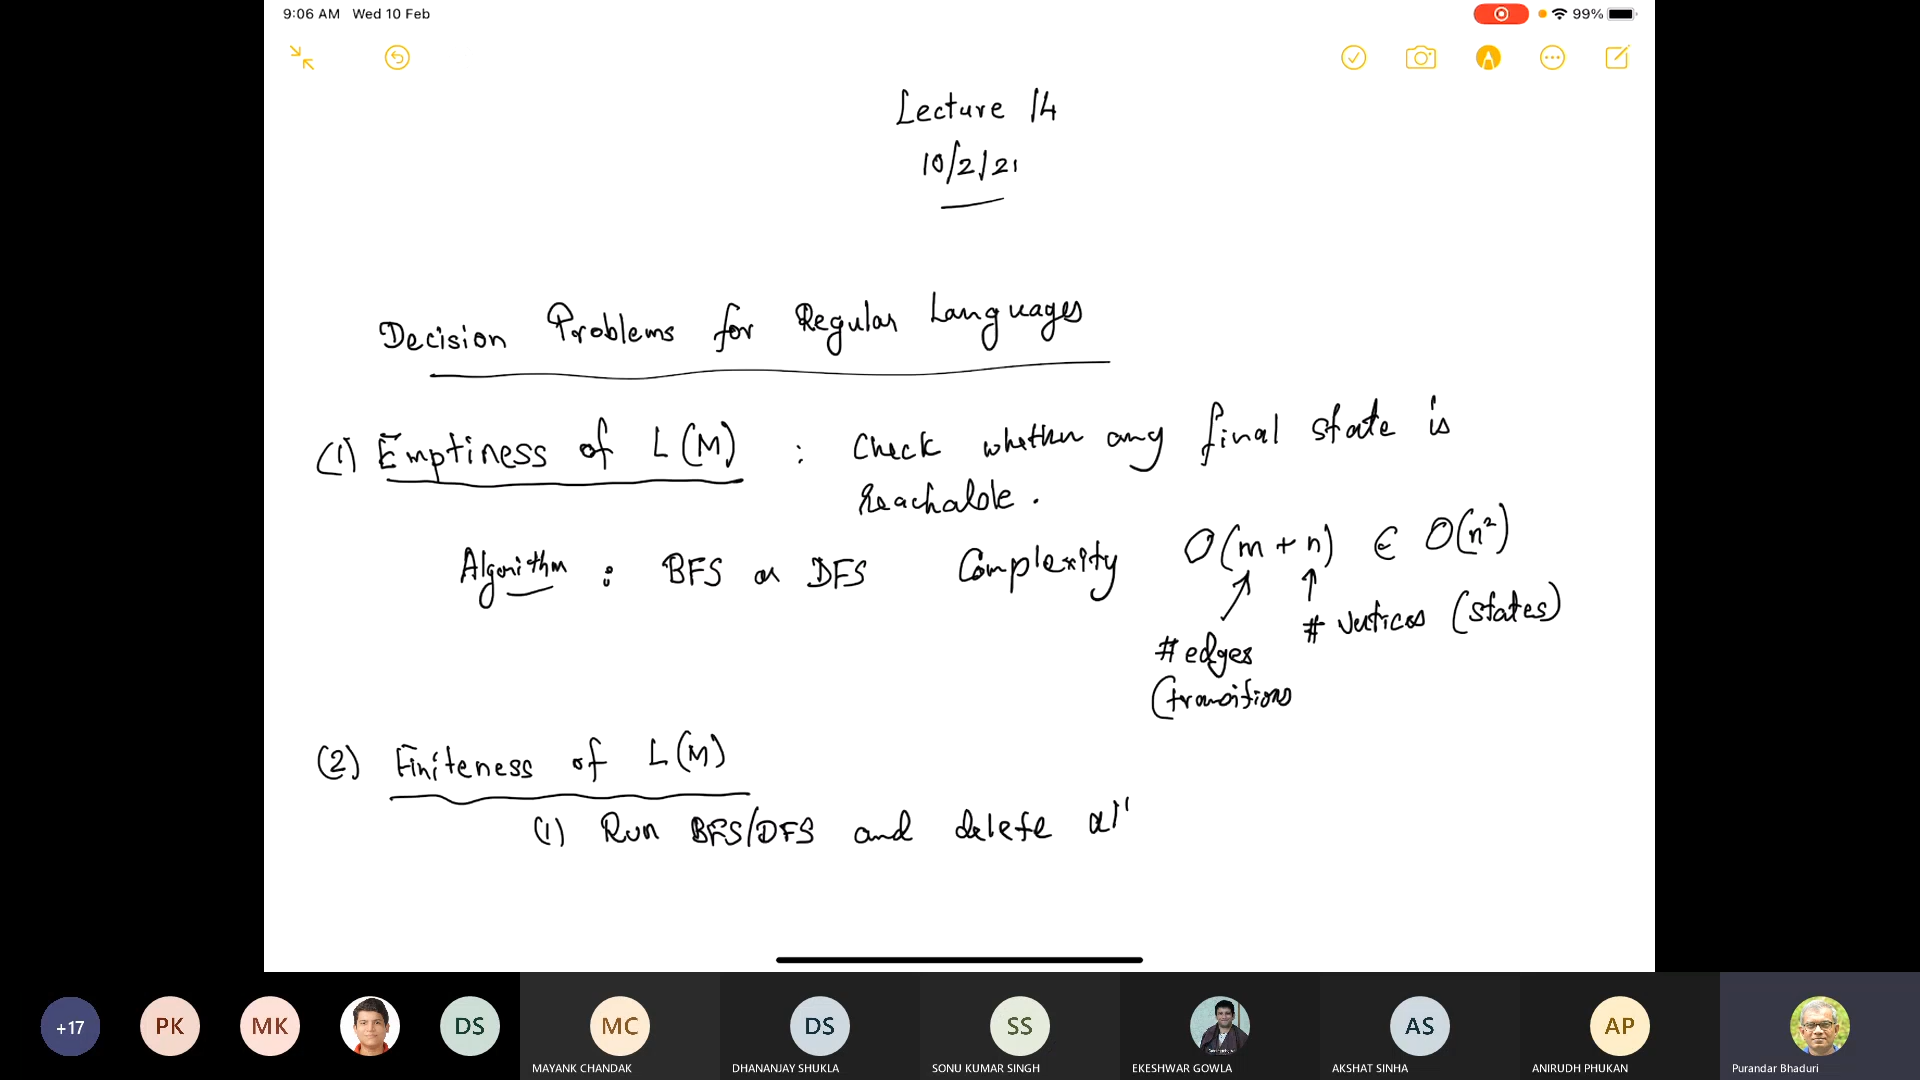 9:06 AM Wed 10 Feb
99%
Lecture 14
10/2/21
Decision Problems for Regular Languages
(1) Emptiness of L(M) : Check whether any final state is
reachable.
Algorithm : BFS or DFS Complexity O(m + n) ∈ O(n²)
# vertices (states)
# edges
(transitions
(2) Finiteness of L(M)
(1) Run BFS/DFS and delete all
+17
PK
MK
DS
MC
DS
SS
AS
AP
MAYANK CHANDAK
DHANANJAY SHUKLA
SONU KUMAR SINGH
EKESHWAR GOWLA
AKSHAT SINHA
ANIRUDH PHUKAN
Purandar Bhaduri